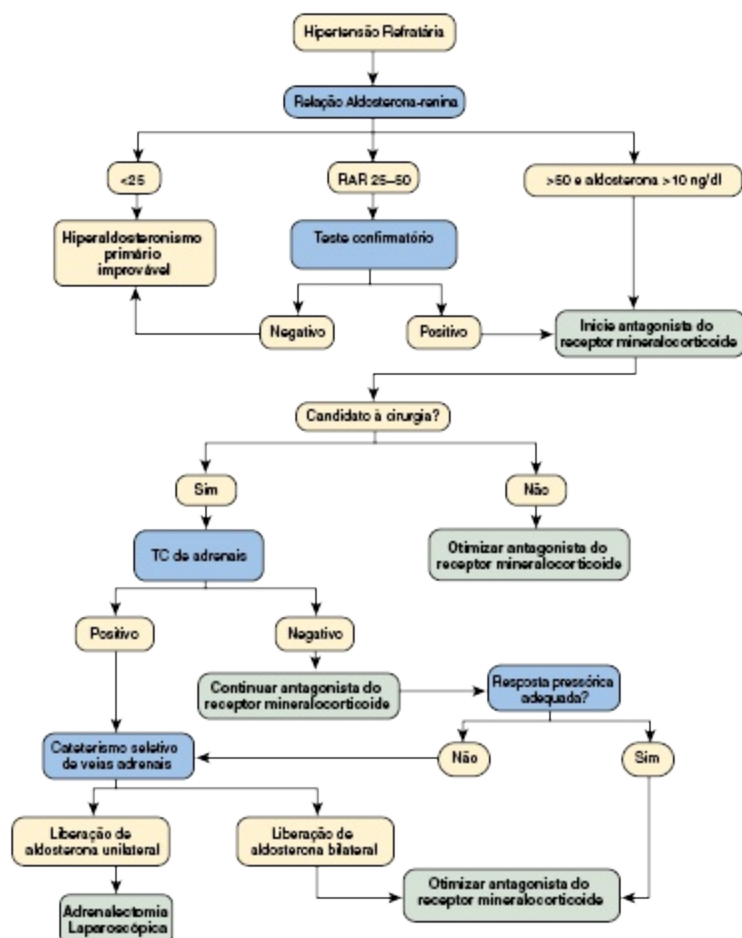 Hipertensão Refratária
Relação Aldosterona-renina
<25
RAR 25–50
>50 e aldosterona >10 ng/dl
Hiperaldosteronismo
primário
improvável
Teste confirmatório
Negativo
Positivo
Inicie antagonista do
receptor mineralocorticoide
Candidato à cirurgia?
Sim
Não
TC de adrenais
Otimizar antagonista do
receptor mineralocorticoide
Positivo
Negativo
Continuar antagonista do
receptor mineralocorticoide
Resposta pressórica
adequada?
Cateterismo seletivo
de veias adrenais
Não
Sim
Liberação de
aldosterona unilateral
Liberação de
aldosterona bilateral
Otimizar antagonista do
receptor mineralocorticoide
Adrenalectomia
Laparoscópica